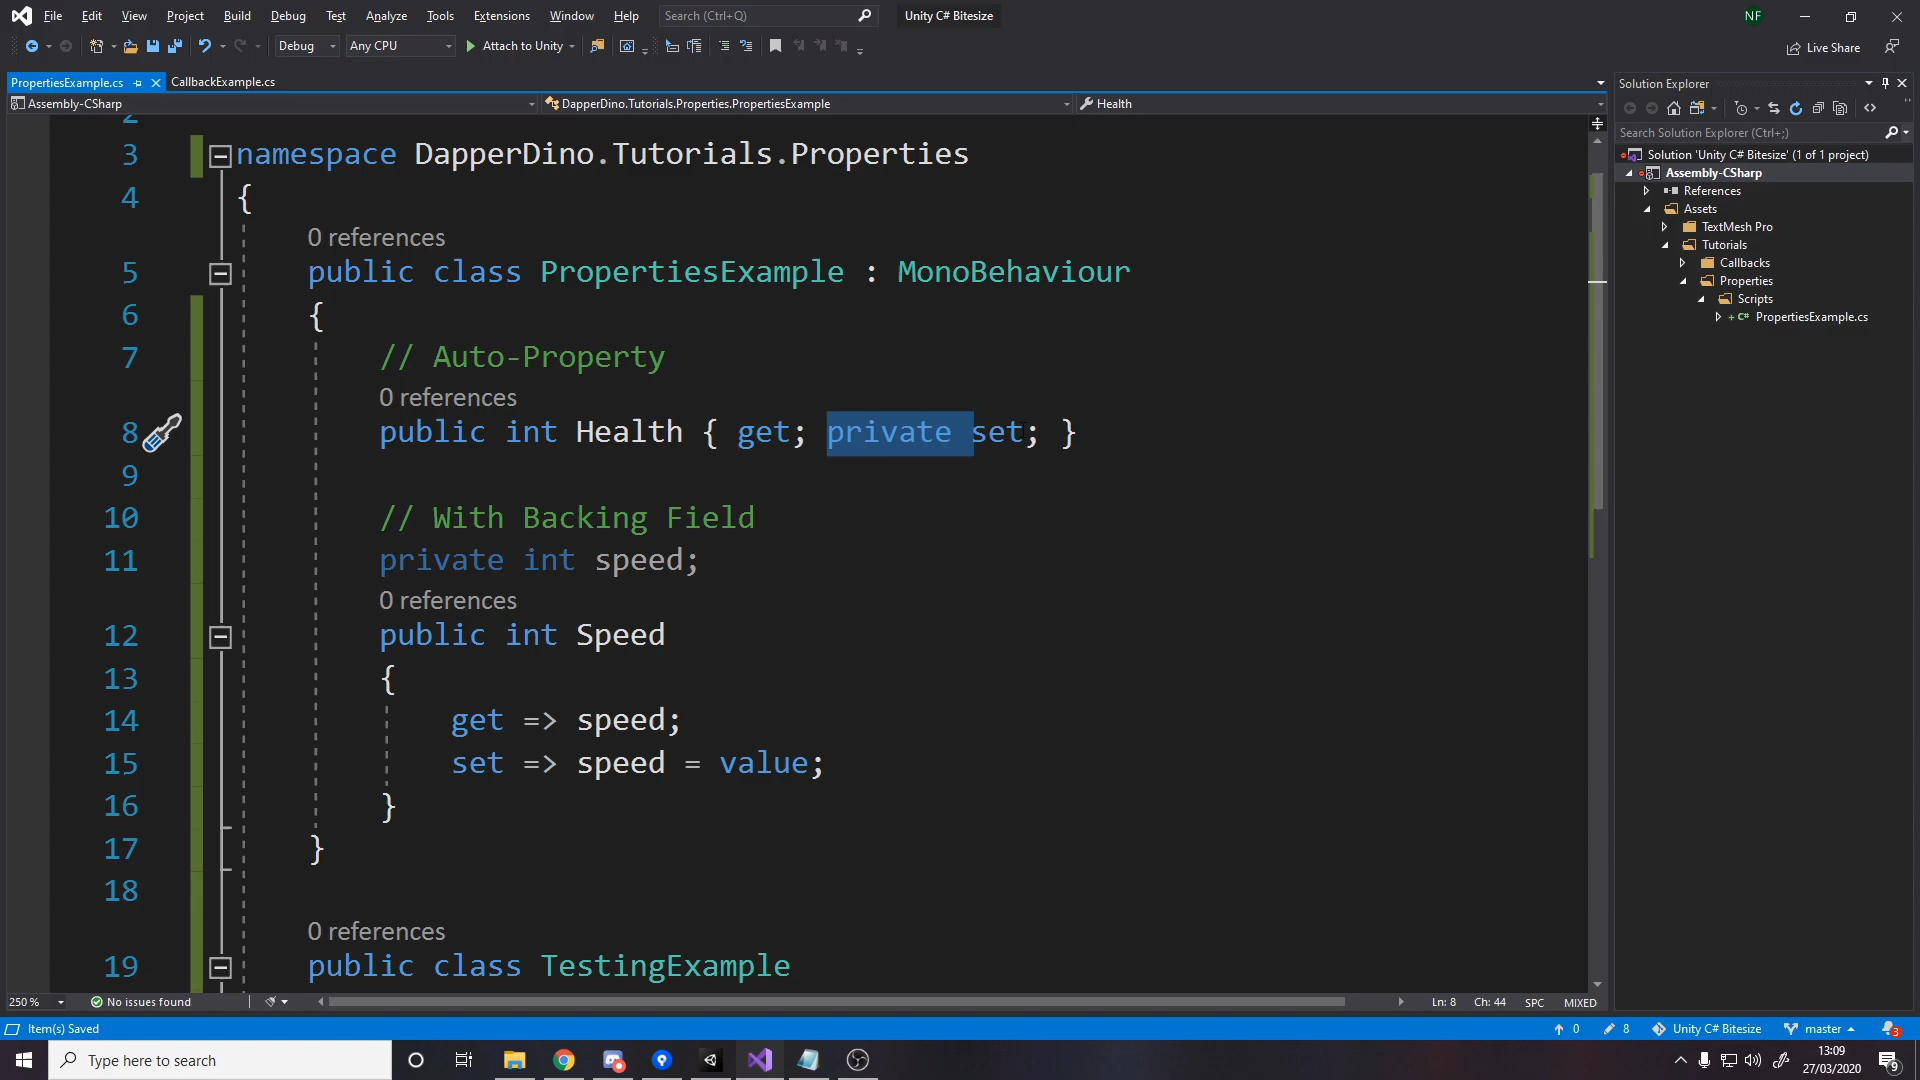 File Edit View Project Build Debug Test Analyze Tools Extensions Window Help Search (Ctrl+Q) Unity C# Bitesize NF
Debug Any CPU Attach to Unity Live Share
PropertiesExample.cs CallbackExample.cs
Assembly-CSharp DapperDino.Tutorials.Properties.PropertiesExample Health
2
3 namespace DapperDino.Tutorials.Properties
4 {
0 references
5 public class PropertiesExample : MonoBehaviour
6 {
7 // Auto-Property
0 references
8 public int Health { get; private set; }
9
10 // With Backing Field
11 private int speed;
0 references
12 public int Speed
13 {
14 get => speed;
15 set => speed = value;
16 }
17 }
18
0 references
19 public class TestingExample
250 % No issues found Ln: 8 Ch: 44 SPC MIXED
Solution Explorer
Search Solution Explorer (Ctrl+;)
Solution 'Unity C# Bitesize' (1 of 1 project)
Assembly-CSharp
References
Assets
TextMesh Pro
Tutorials
Callbacks
Properties
Scripts
C# PropertiesExample.cs
Item(s) Saved 0 8 Unity C# Bitesize master 3
Type here to search
13:09
27/03/2020
9